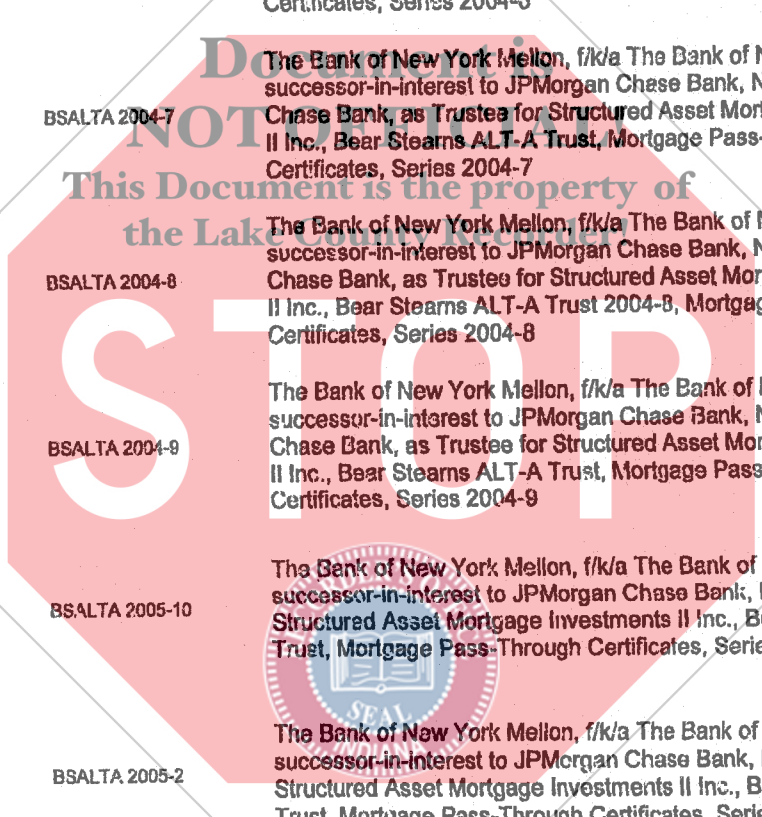 Certificates, Series 2004-
Document is
NOT OFFICIAL
This Document is the property of
the Lake County Recorder!
STOP
BSALTA 2004-7
The Bank of New York Mellon, f/k/a The Bank of
successor-in-interest to JPMorgan Chase Bank,
Chase Bank, as Trustee for Structured Asset
II Inc., Bear Stearns ALT-A Trust, Mortgage Pass-
Certificates, Series 2004-7
BSALTA 2004-8
The Bank of New York Mellon, f/k/a The Bank of
successor-in-interest to JPMorgan Chase Bank,
Chase Bank, as Trustee for Structured Asset
II Inc., Bear Stearns ALT-A Trust 2004-8,
Certificates, Series 2004-8
BSALTA 2004-9
The Bank of New York Mellon, f/k/a The Bank of
successor-in-interest to JPMorgan Chase Bank,
Chase Bank, as Trustee for Structured Asset
II Inc., Bear Stearns ALT-A Trust, Mortgage Pass
Certificates, Series 2004-9
BSALTA 2005-10
The Bank of New York Mellon, f/k/a The Bank of
successor-in-interest to JPMorgan Chase Bank,
Structured Asset Mortgage Investments II Inc.,
Trust, Mortgage Pass-Through Certificates,
SEAL
INDIANA
BSALTA 2005-2
The Bank of New York Mellon, f/k/a The Bank of
successor-in-interest to JPMorgan Chase Bank,
Structured Asset Mortgage Investments II Inc.,
Trust, Mortgage Pass-Through Certificates,